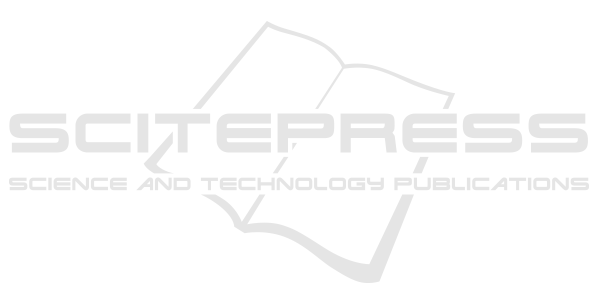 SCITEPRESS
SCIENCE AND TECHNOLOGY PUBLICATIONS